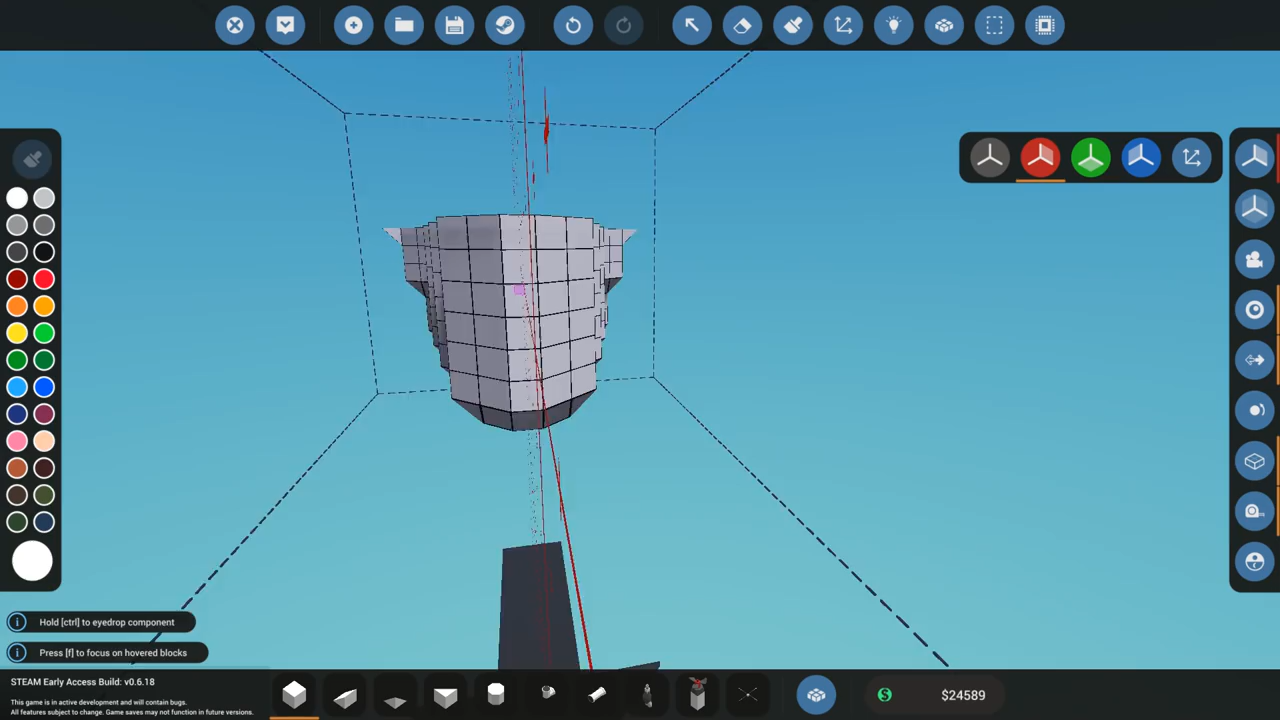 Hold [ctrl] to eyedrop component
Press [f] to focus on hovered blocks
STEAM Early Access Build: v0.6.18
This game is in active development and will contain bugs.
All features subject to change. Game saves may not function in future versions.
$24589